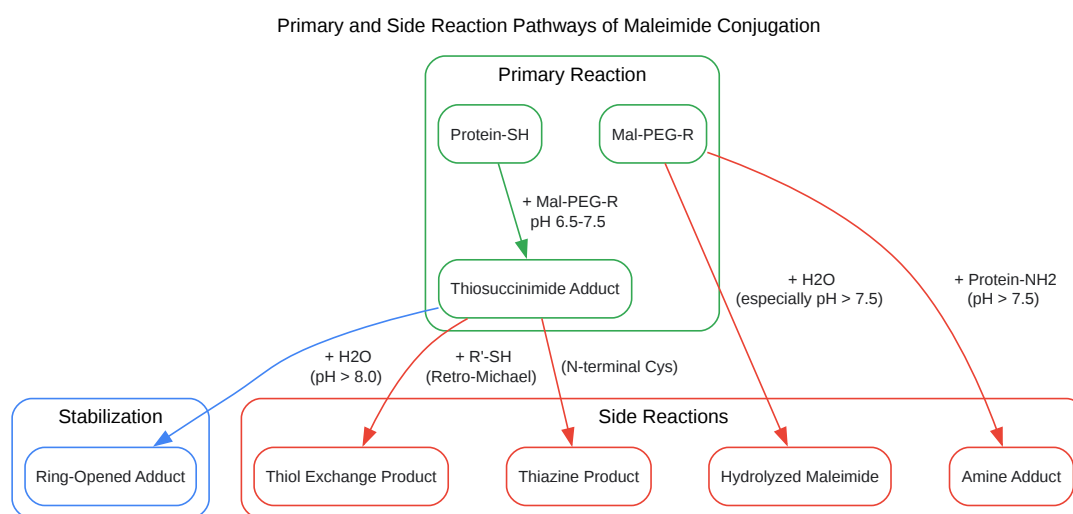 Primary and Side Reaction Pathways of Maleimide Conjugation
Primary Reaction
Protein-SH
Mal-PEG-R
+ Mal-PEG-R
pH 6.5-7.5
Thiosuccinimide Adduct
+ H2O
(especially pH > 7.5)
+ Protein-NH2
(pH > 7.5)
+ H2O
(pH > 8.0)
+ R'-SH
(Retro-Michael)
(N-terminal Cys)
Stabilization
Side Reactions
Ring-Opened Adduct
Thiol Exchange Product
Thiazine Product
Hydrolyzed Maleimide
Amine Adduct